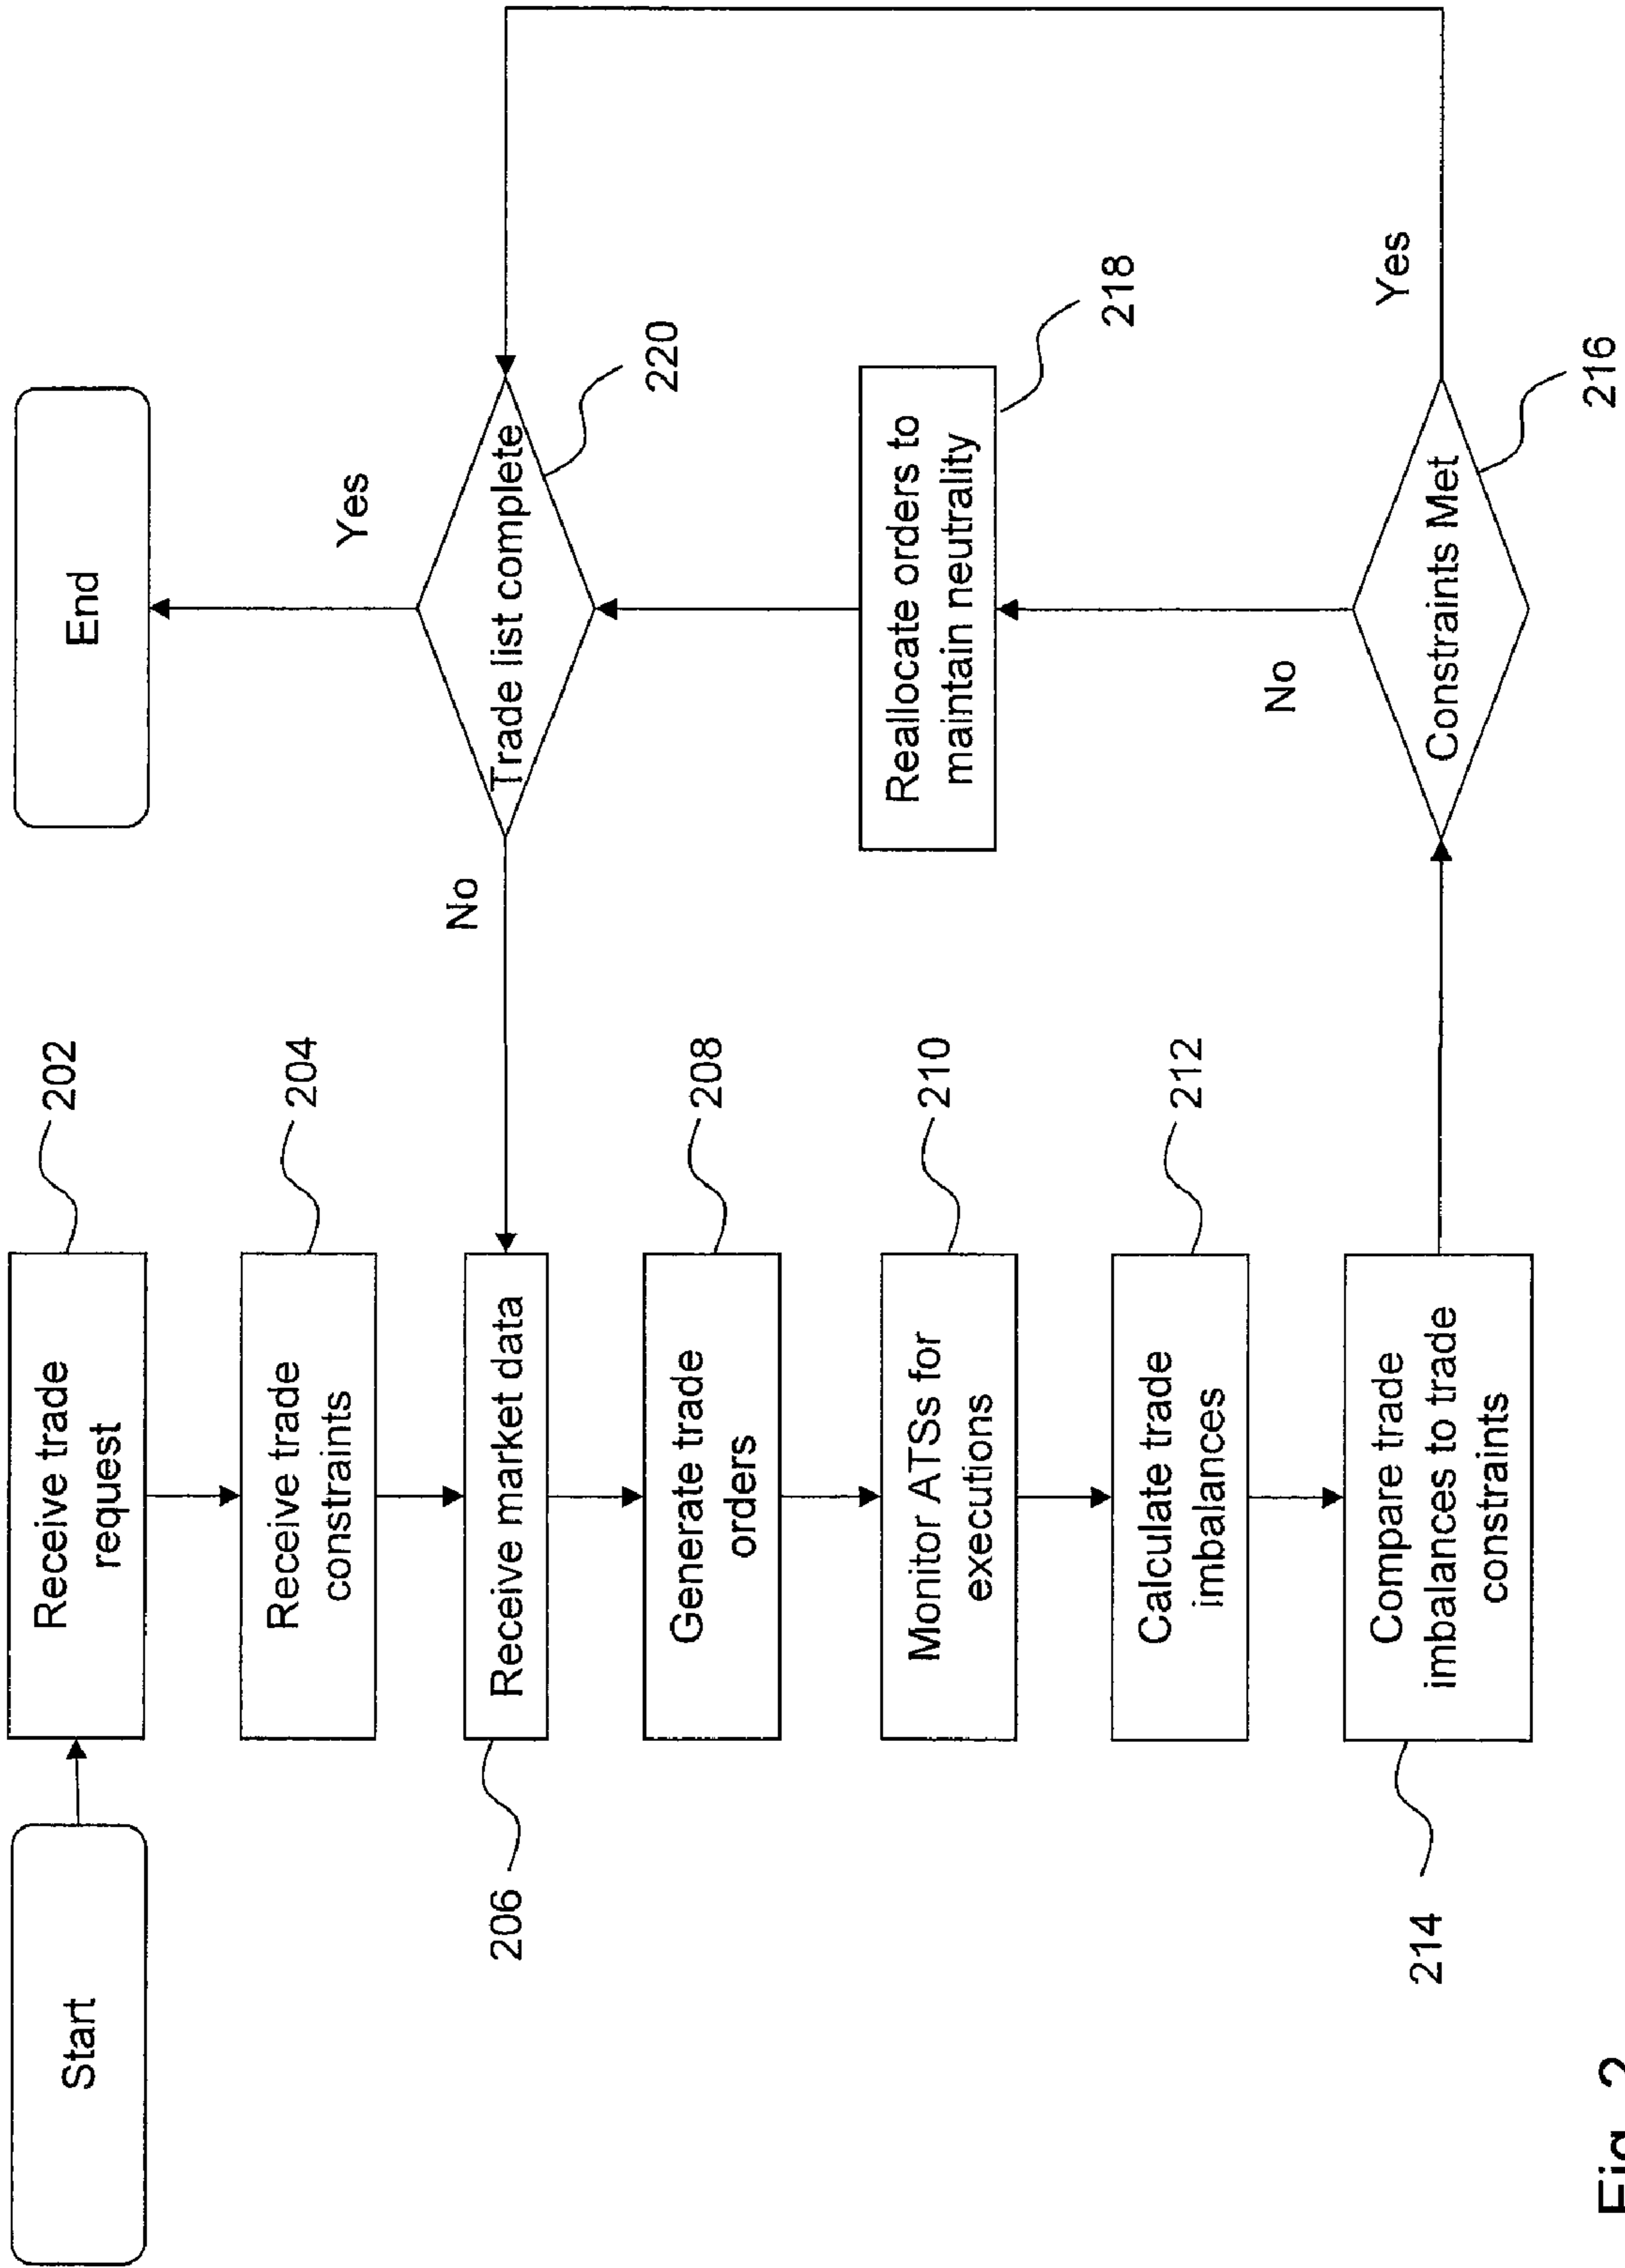 Start
Receive trade
request
202
Receive trade
constraints
204
Receive market data
206
Generate trade
orders
208
Monitor ATSs for
executions
210
Calculate trade
imbalances
212
Compare trade
imbalances to trade
constraints
214
Constraints Met
216
Yes
No
Reallocate orders to
maintain neutrality
218
Trade list complete
220
No
Yes
End
Fig. 2